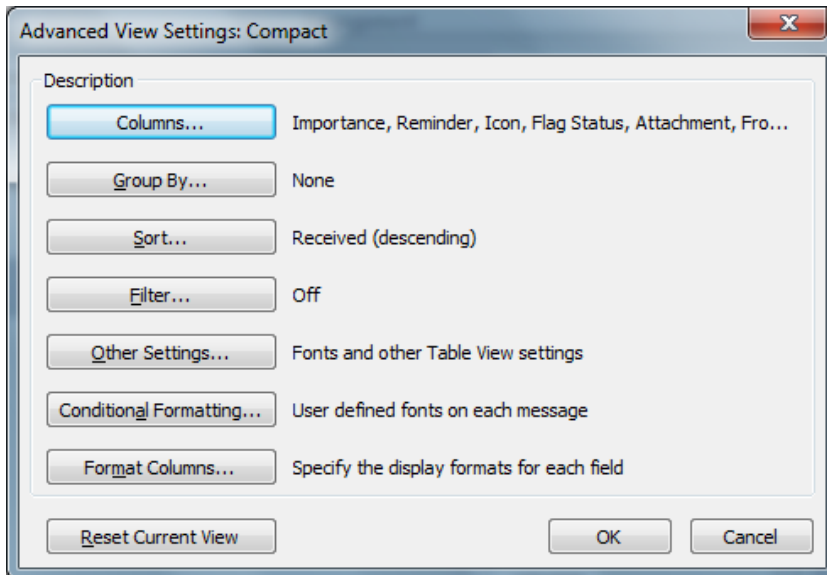 Advanced View Settings: Compact
Description
Columns... Importance, Reminder, Icon, Flag Status, Attachment, Fro...
Group By... None
Sort... Received (descending)
Filter... Off
Other Settings... Fonts and other Table View settings
Conditional Formatting... User defined fonts on each message
Format Columns... Specify the display formats for each field
Reset Current View OK Cancel